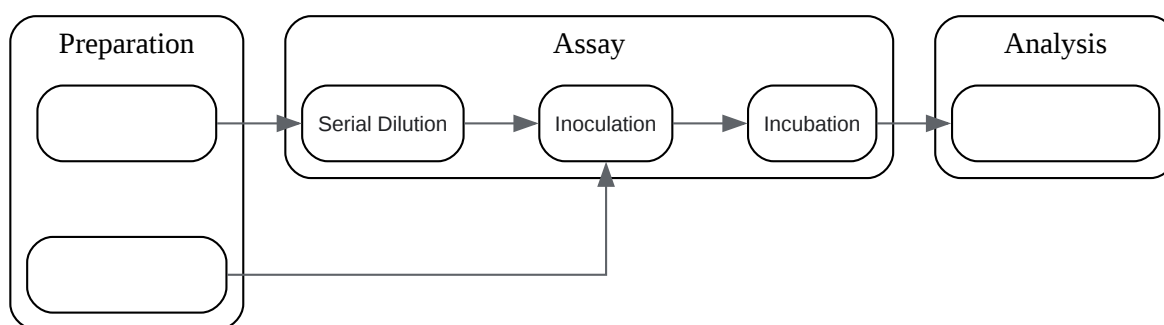 Preparation
Assay
Analysis
Serial Dilution
Inoculation
Incubation